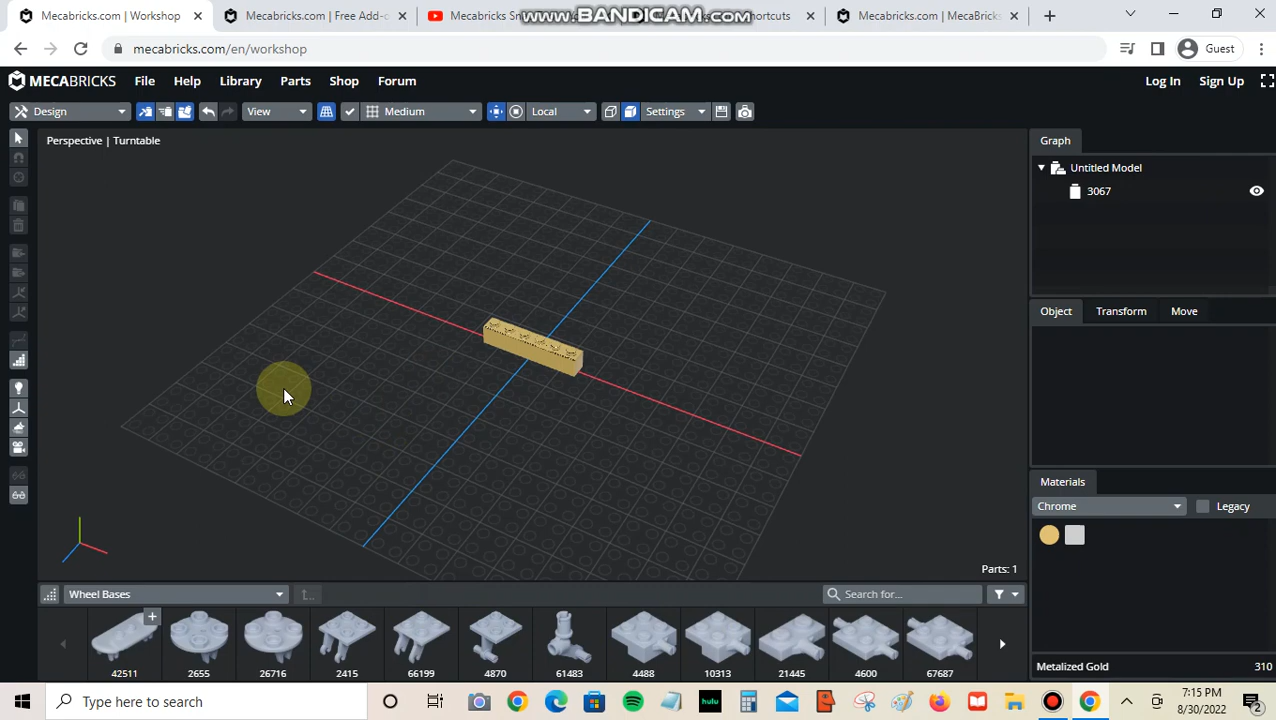 Mecabricks.com | Workshop
Mecabricks.com | Free Add-o
Mecabricks Sn
www.BANDICAM.com
ortcuts
Mecabricks.com | MecaBricks
mecabricks.com/en/workshop
Guest
MECABRICKS
File
Help
Library
Parts
Shop
Forum
Log In
Sign Up
Design
View
Medium
Local
Settings
Perspective | Turntable
Graph
Untitled Model
3067
Object
Transform
Move
Materials
Chrome
Legacy
Parts: 1
Wheel Bases
Search for...
42511
2655
26716
2415
66199
4870
61483
4488
10313
21445
4600
67687
Metalized Gold
310
Type here to search
hulu
7:15 PM
8/30/2022
2